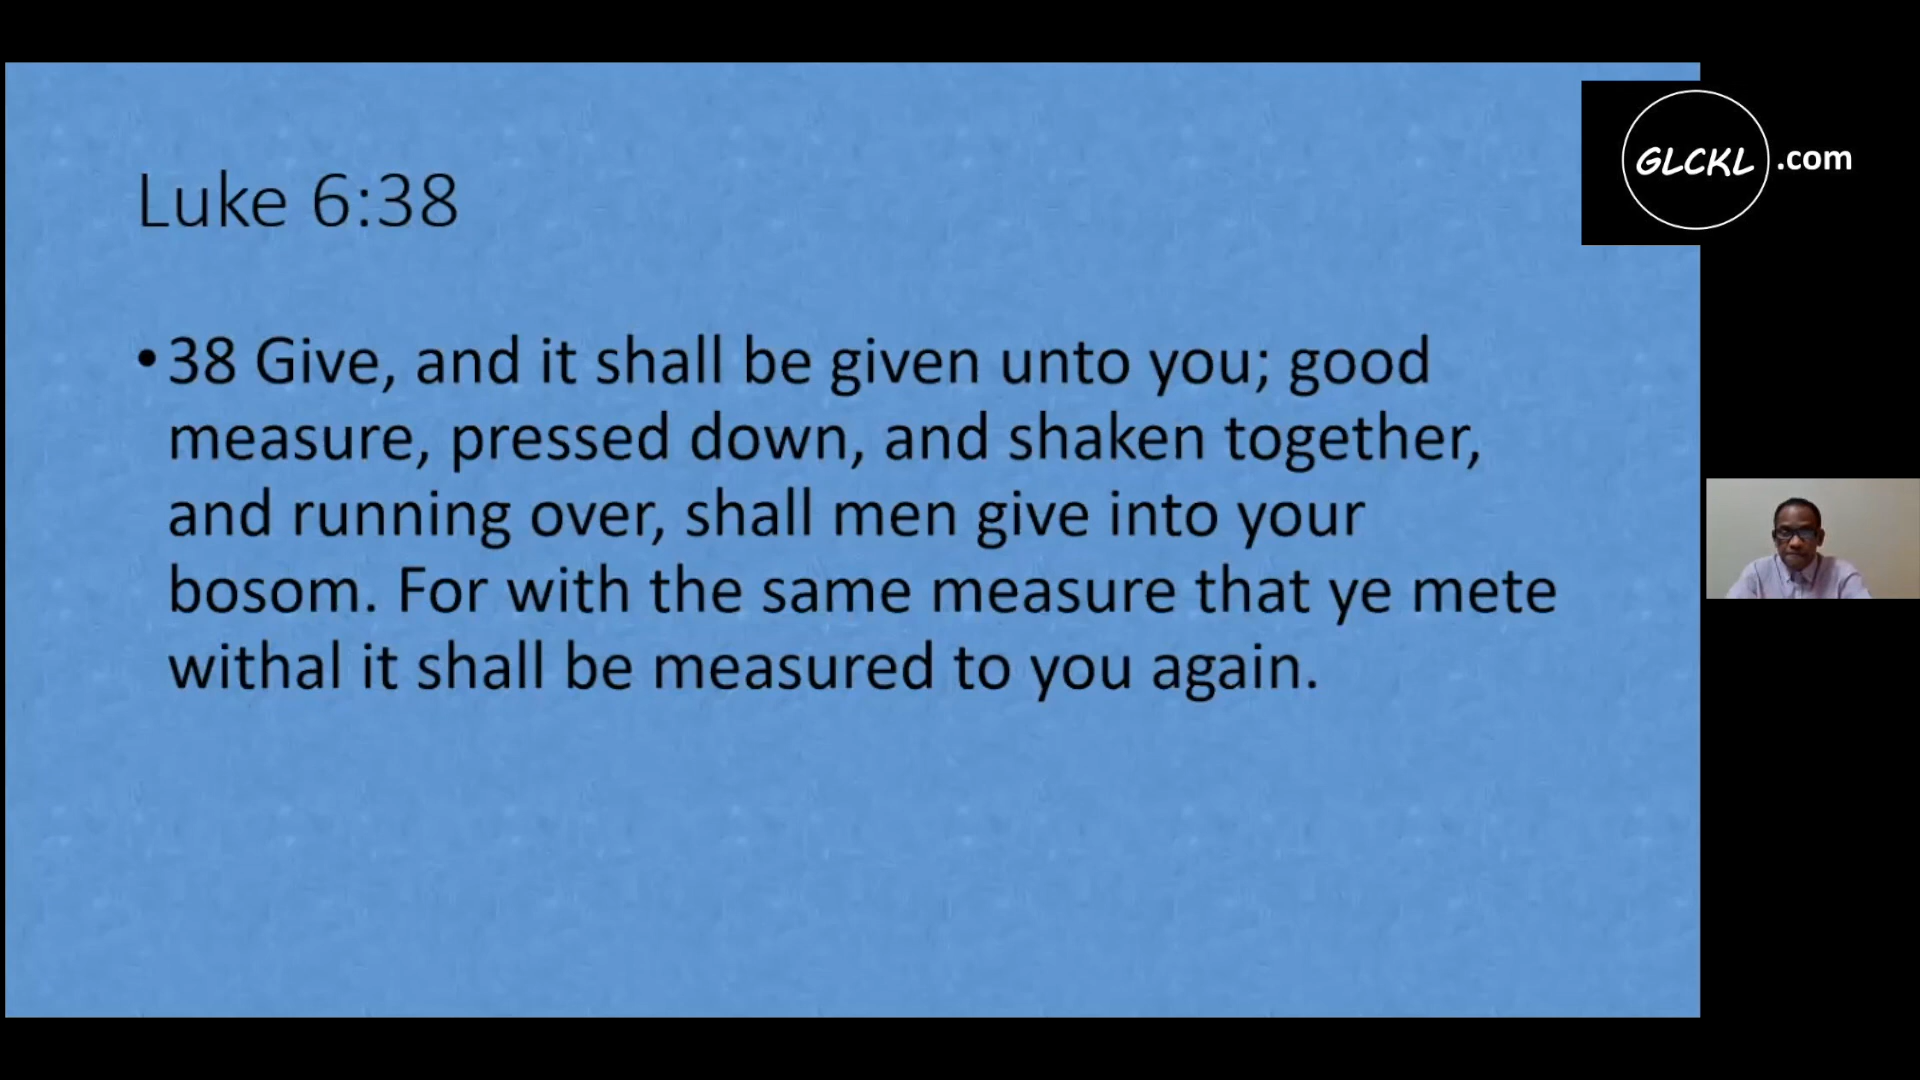 Luke 6:38
• 38 Give, and it shall be given unto you; good
measure, pressed down, and shaken together,
and running over, shall men give into your
bosom. For with the same measure that ye mete
withal it shall be measured to you again.
GLCKL.com